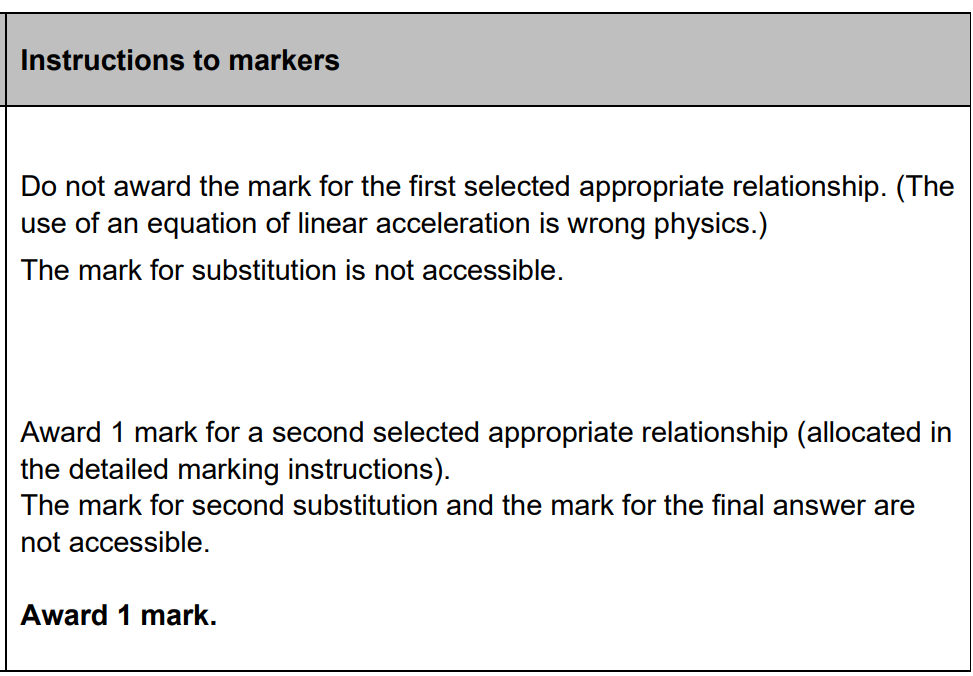 Instructions to markers
Do not award the mark for the first selected appropriate relationship. (The
use of an equation of linear acceleration is wrong physics.)
The mark for substitution is not accessible.
Award 1 mark for a second selected appropriate relationship (allocated in
the detailed marking instructions).
The mark for second substitution and the mark for the final answer are
not accessible.
Award 1 mark.